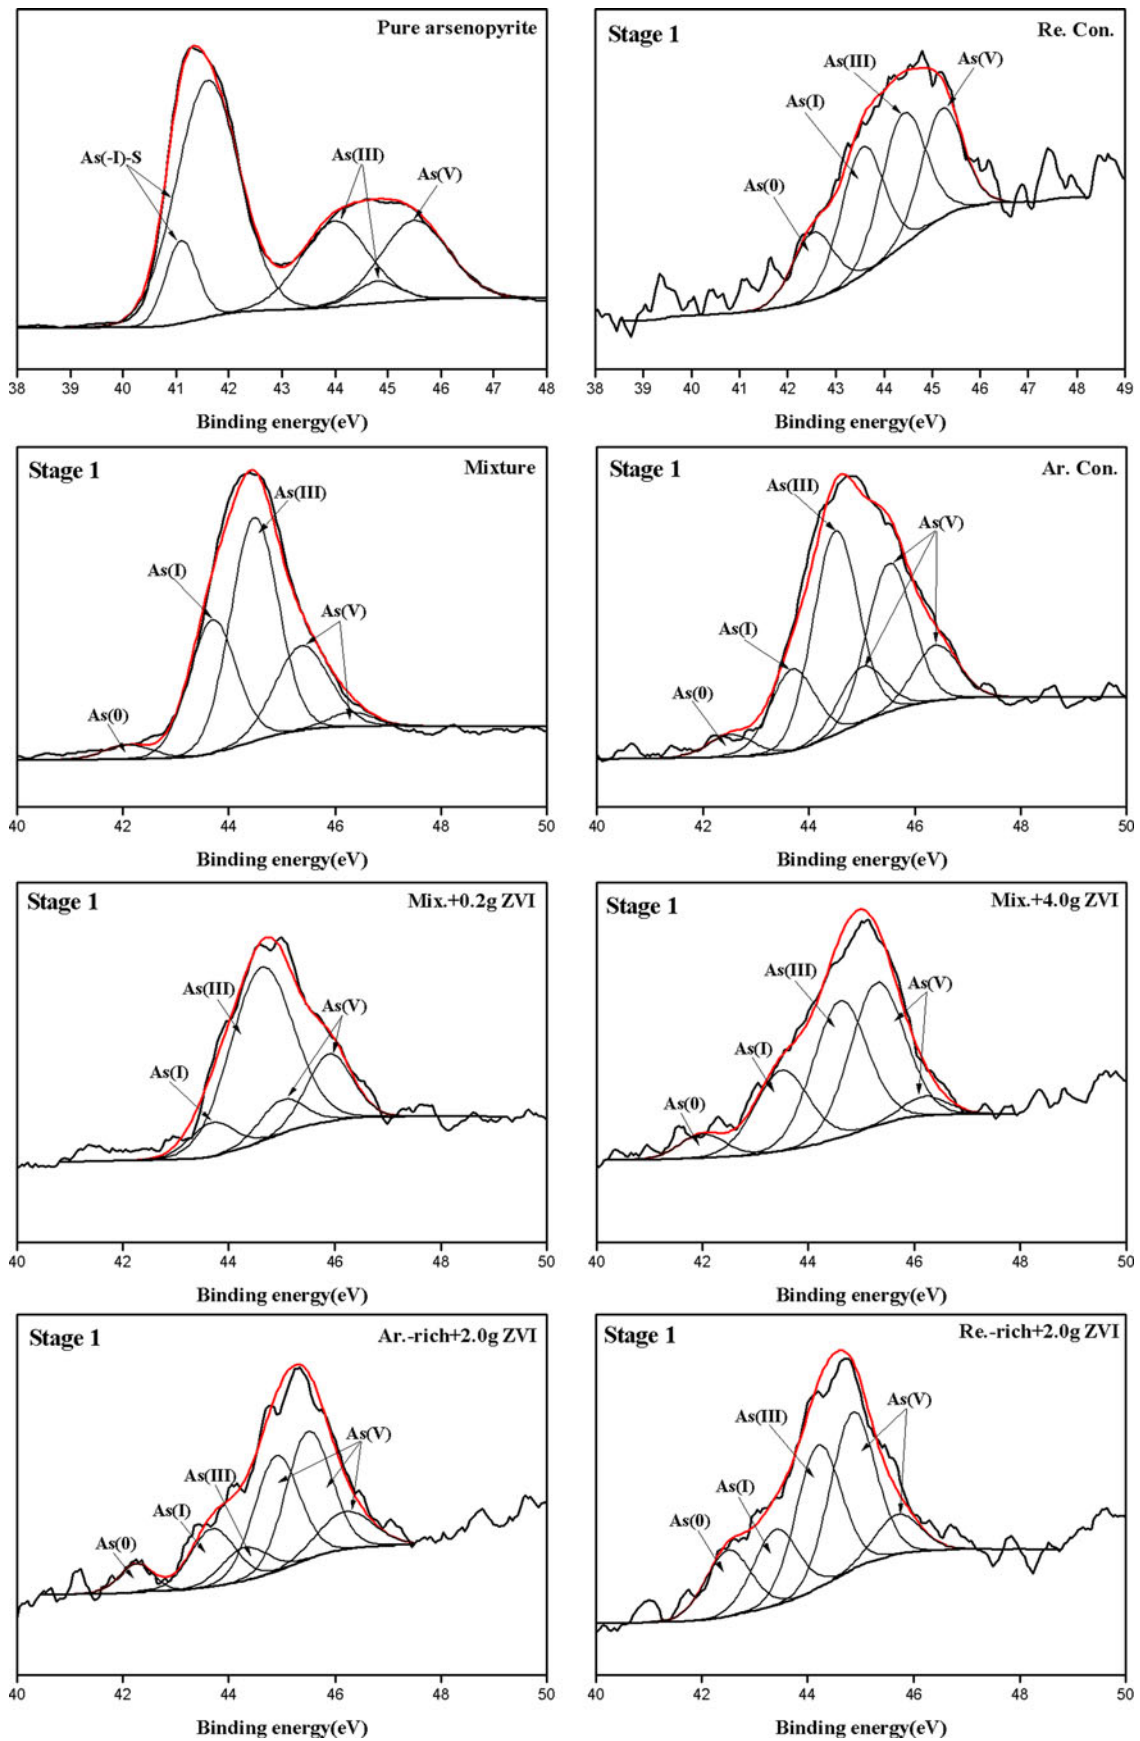 Pure arsenopyrite
As(-I)-S
As(III)
As(V)
38 39 40 41 42 43 44 45 46 47 48
Binding energy(eV)
Stage 1
Re. Con.
As(III)
As(V)
As(I)
As(0)
38 39 40 41 42 43 44 45 46 47 48 49
Binding energy(eV)
Stage 1
Mixture
As(III)
As(I)
As(V)
As(0)
40 42 44 46 48 50
Binding energy(eV)
Stage 1
Ar. Con.
As(III)
As(V)
As(I)
As(0)
40 42 44 46 48 50
Binding energy(eV)
Stage 1
Mix.+0.2g ZVI
As(III)
As(V)
As(I)
40 42 44 46 48 50
Binding energy(eV)
Stage 1
Mix.+4.0g ZVI
As(III)
As(V)
As(I)
As(0)
40 42 44 46 48 50
Binding energy(eV)
Stage 1
Ar.-rich+2.0g ZVI
As(V)
As(III)
As(I)
As(0)
40 42 44 46 48 50
Binding energy(eV)
Stage 1
Re.-rich+2.0g ZVI
As(V)
As(III)
As(I)
As(0)
40 42 44 46 48 50
Binding energy(eV)